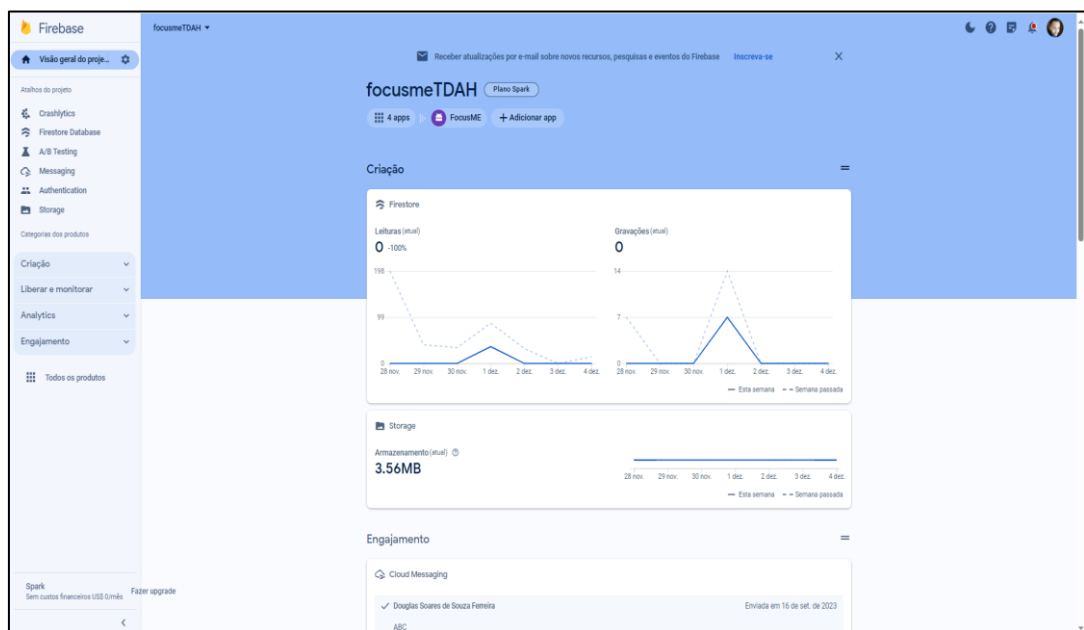 Firebase
focusmeTDAH
Receber atualizações por e-mail sobre novos recursos, pesquisas e eventos do Firebase Inscreva-se
Visão geral do proje...
Atalhos do projeto
Crashlytics
Firestore Database
A/B Testing
Messaging
Authentication
Storage
Categorias dos produtos
Criação
Liberar e monitorar
Analytics
Engajamento
Todos os produtos
Spark
Sem custos financeiros US$ 0/mês
Fazer upgrade
focusmeTDAH Plano Spark
4 apps FocusME + Adicionar app
Criação
Firestore
Leituras (atual)
0 -100%
198
99
0
28 nov. 29 nov. 30 nov. 1 dez. 2 dez. 3 dez. 4 dez.
Gravações (atual)
0
14
7
0
28 nov. 29 nov. 30 nov. 1 dez. 2 dez. 3 dez. 4 dez.
Esta semana Semana passada
Storage
Armazenamento (atual)
3.56MB
28 nov. 29 nov. 30 nov. 1 dez. 2 dez. 3 dez. 4 dez.
Esta semana Semana passada
Engajamento
Cloud Messaging
Douglas Soares de Souza Ferreira Enviada em 16 de set. de 2023
ABC